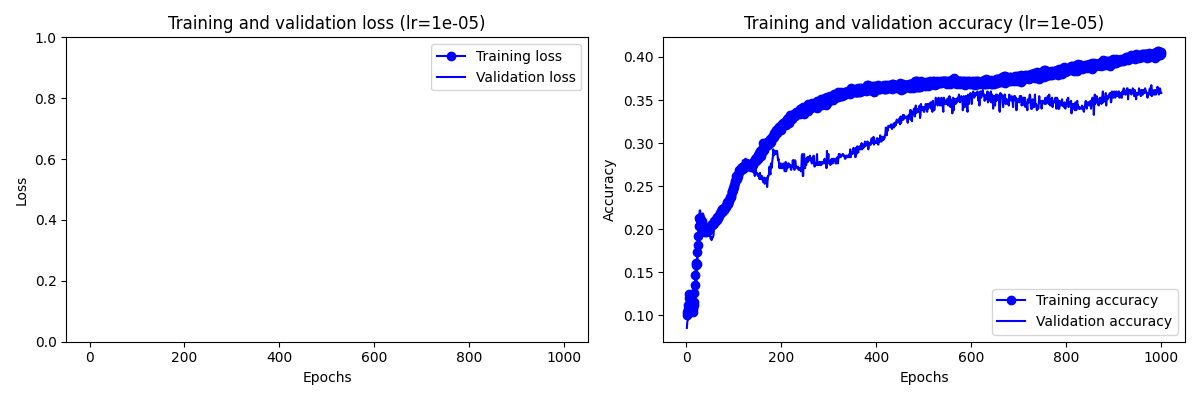 Training and validation loss (lr=1e-05)
Training loss
Validation loss
1.0
0.8
0.6
0.4
0.2
0.0
Loss
0
200
400
600
800
1000
Epochs
Training and validation accuracy (lr=1e-05)
0.40
0.35
0.30
0.25
0.20
0.15
0.10
Accuracy
Training accuracy
Validation accuracy
0
200
400
600
800
1000
Epochs